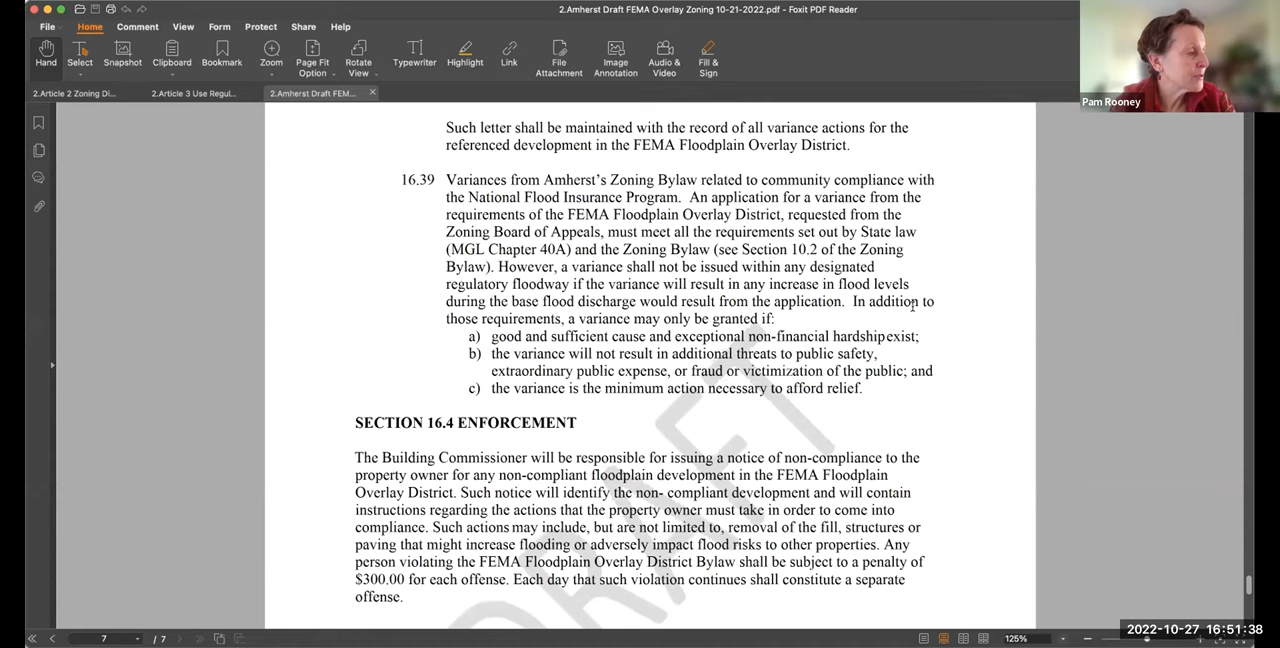 2.Amherst Draft FEMA Overlay Zoning 10-21-2022.pdf - Foxit PDF Reader
File Home Comment View Form Protect Share Help
Hand Select Snapshot Clipboard Bookmark Zoom Page Fit Option Rotate View Typewriter Highlight Link File Attachment Image Annotation Audio & Video Fill & Sign
Pam Rooney
2.Article 2 Zoning Di... 2.Article 3 Use Regul... 2.Amherst Draft FEM...
Such letter shall be maintained with the record of all variance actions for the
referenced development in the FEMA Floodplain Overlay District.
16.39 Variances from Amherst's Zoning Bylaw related to community compliance with
the National Flood Insurance Program. An application for a variance from the
requirements of the FEMA Floodplain Overlay District, requested from the
Zoning Board of Appeals, must meet all the requirements set out by State law
(MGL Chapter 40A) and the Zoning Bylaw (see Section 10.2 of the Zoning
Bylaw). However, a variance shall not be issued within any designated
regulatory floodway if the variance will result in any increase in flood levels
during the base flood discharge would result from the application. In addition to
those requirements, a variance may only be granted if:
a) good and sufficient cause and exceptional non-financial hardship exist;
b) the variance will not result in additional threats to public safety,
extraordinary public expense, or fraud or victimization of the public; and
c) the variance is the minimum action necessary to afford relief.
SECTION 16.4 ENFORCEMENT
The Building Commissioner will be responsible for issuing a notice of non-compliance to the
property owner for any non-compliant floodplain development in the FEMA Floodplain
Overlay District. Such notice will identify the non- compliant development and will contain
instructions regarding the actions that the property owner must take in order to come into
compliance. Such actions may include, but are not limited to, removal of the fill, structures or
paving that might increase flooding or adversely impact flood risks to other properties. Any
person violating the FEMA Floodplain Overlay District Bylaw shall be subject to a penalty of
$300.00 for each offense. Each day that such violation continues shall constitute a separate
offense.
DRAFT
7 / 7 125%
2022-10-27 16:51:38